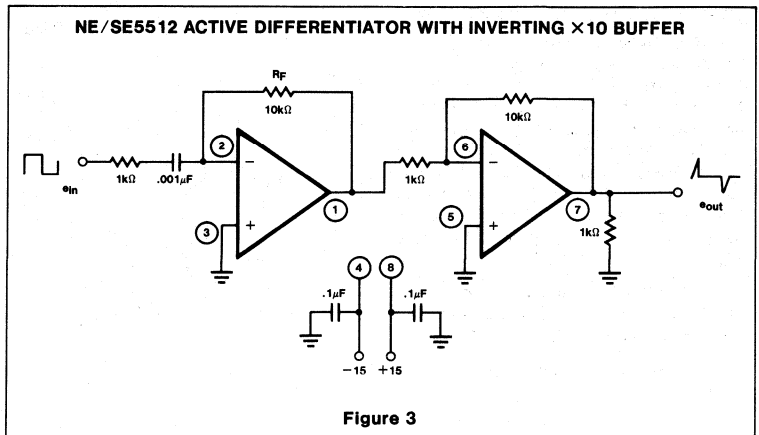 NE/SE5512 ACTIVE DIFFERENTIATOR WITH INVERTING ×10 BUFFER
RF
10kΩ
10kΩ
2
6
−
−
ein
1kΩ
.001μF
1kΩ
1
7
eout
3
+
5
+
1kΩ
4
8
.1μF
.1μF
−15
+15
Figure 3